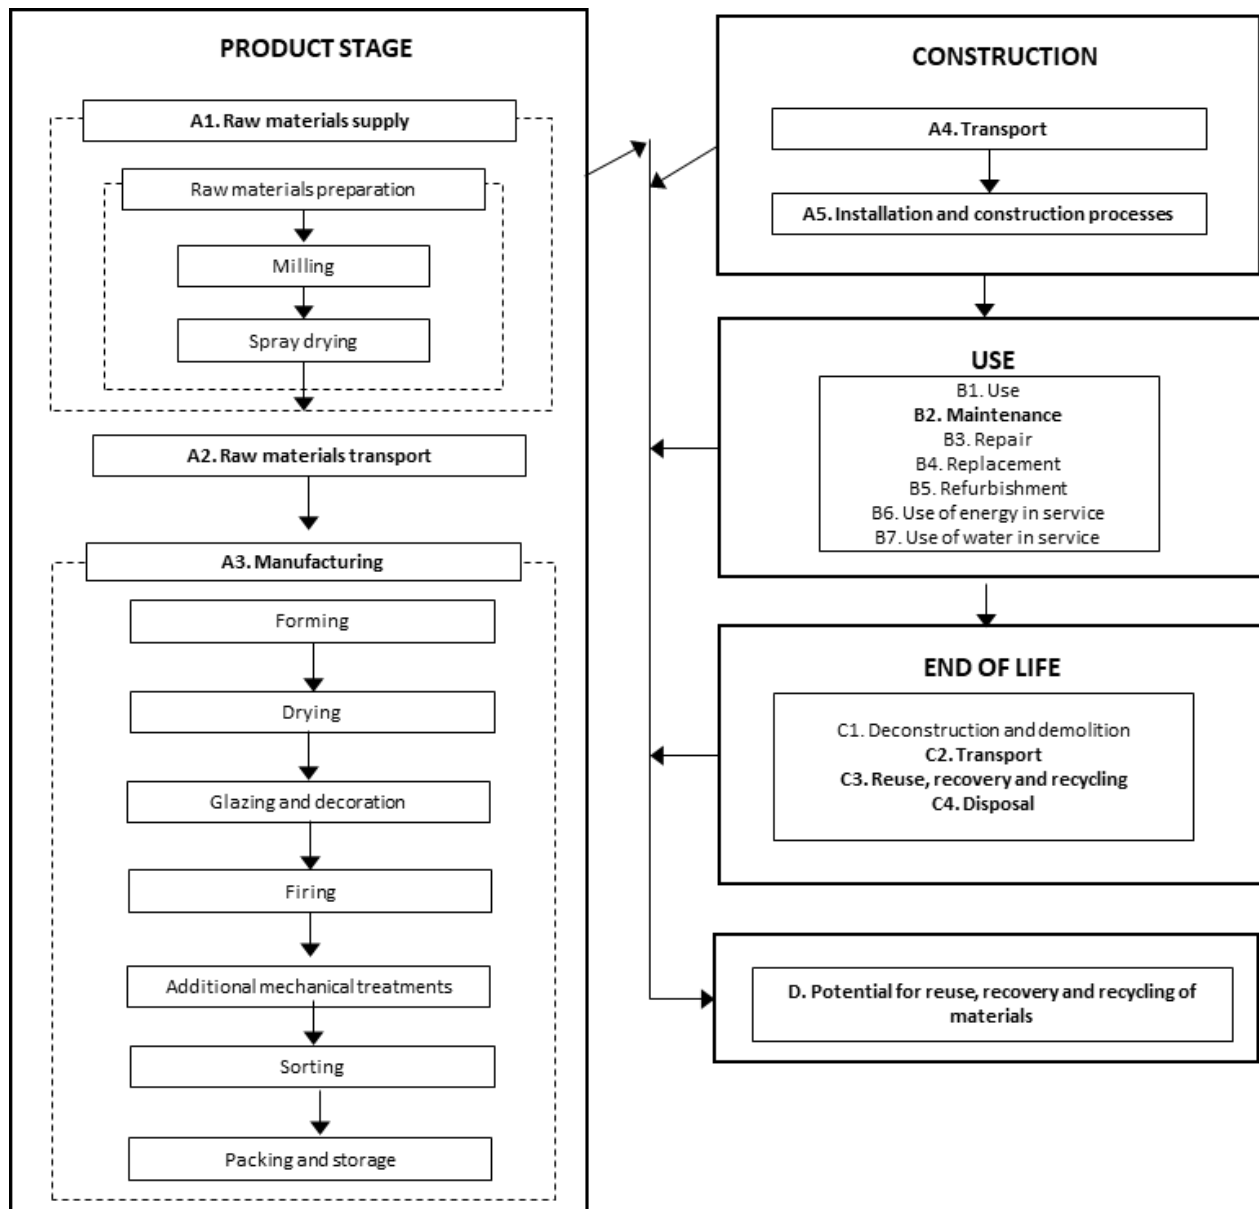 PRODUCT STAGE
A1. Raw materials supply
Raw materials preparation
Milling
Spray drying
A2. Raw materials transport
A3. Manufacturing
Forming
Drying
Glazing and decoration
Firing
Additional mechanical treatments
Sorting
Packing and storage
CONSTRUCTION
A4. Transport
A5. Installation and construction processes
USE
B1. Use
B2. Maintenance
B3. Repair
B4. Replacement
B5. Refurbishment
B6. Use of energy in service
B7. Use of water in service
END OF LIFE
C1. Deconstruction and demolition
C2. Transport
C3. Reuse, recovery and recycling
C4. Disposal
D. Potential for reuse, recovery and recycling of
materials